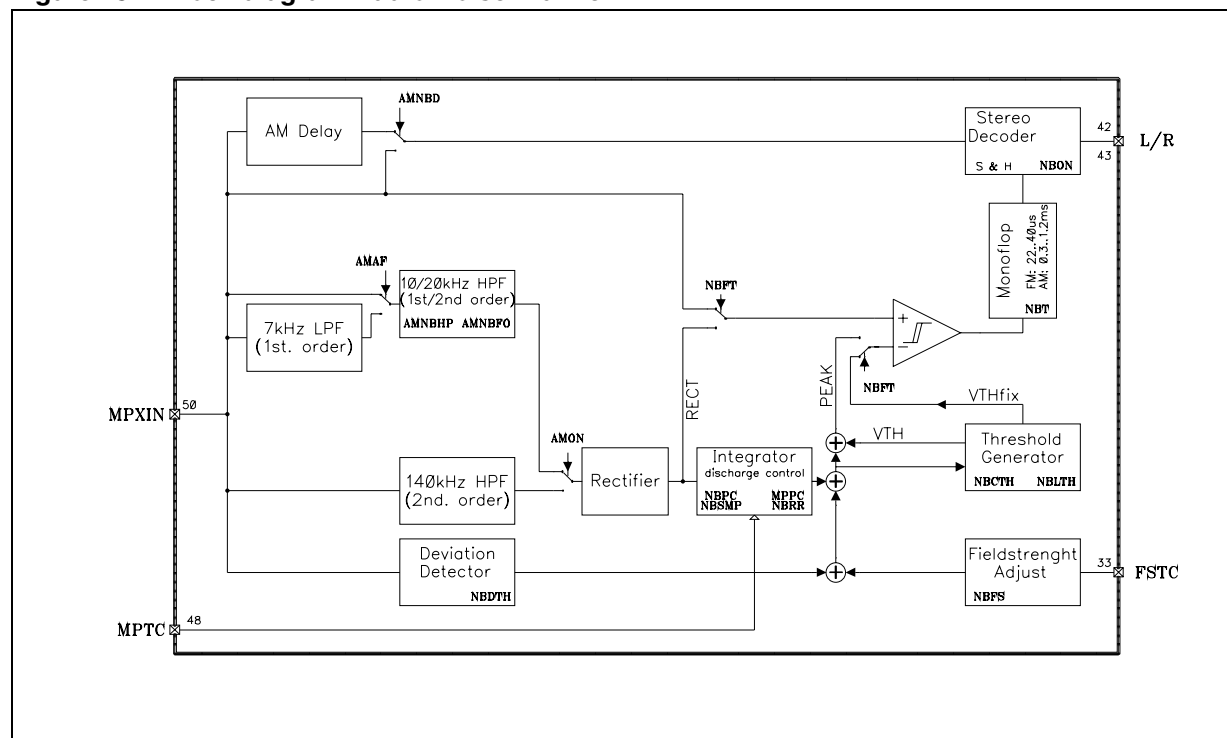 AMNBD
AM Delay
Stereo
Decoder
S & H NBON
42
43
L/R
Monoflop
FM: 22..40us
AM: 0.3..1.2ms
NBT
AMAF
10/20kHz HPF
(1st/2nd order)
AMNBHP AMNBFO
7kHz LPF
(1st. order)
NBFT
+
−
NBFT
MPXIN
50
RECT
PEAK
VTHfix
VTH
Threshold
Generator
NBCTH NBLTH
AMON
140kHz HPF
(2nd. order)
Rectifier
Integrator
discharge control
NBPC MPPC
NBSMP NBRR
+
+
Deviation
Detector
NBDTH
+
Fieldstrenght
Adjust
NBFS
33
FSTC
MPTC
48